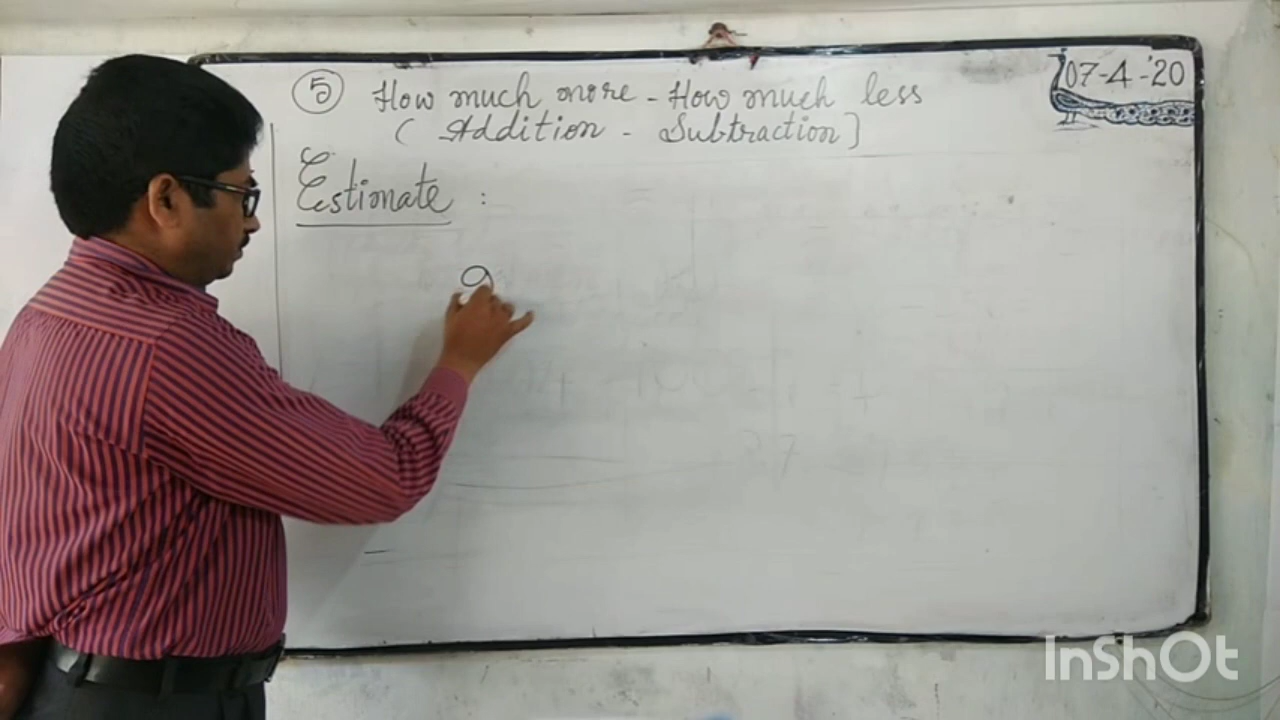 5 How much more - How much less
07-4-'20
( Addition - Subtraction )
Estimate :
9
InShOt